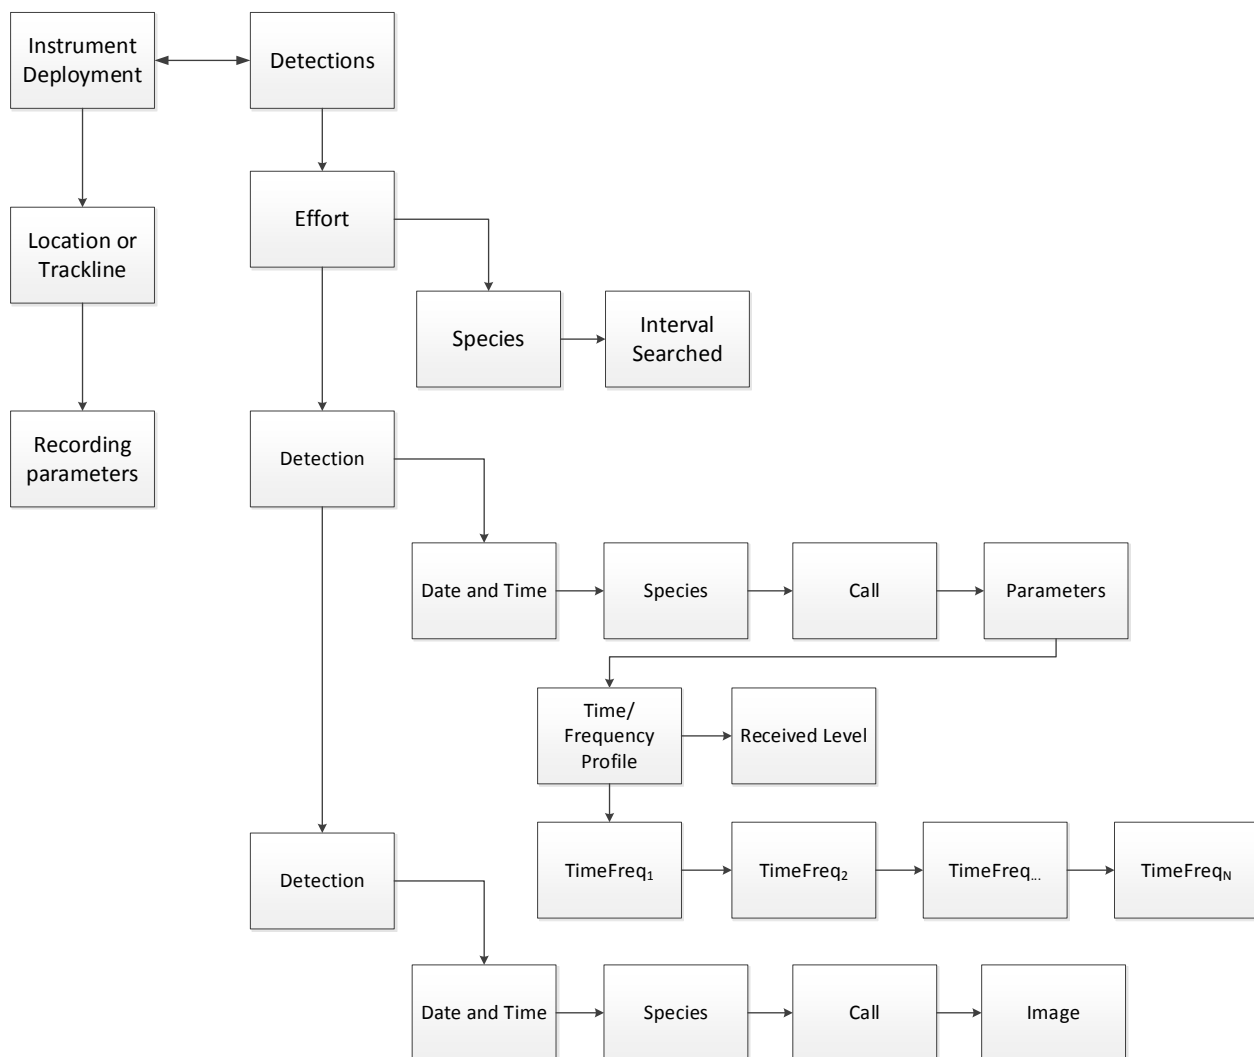 Instrument
Deployment
Detections
Effort
Location or
Trackline
Species
Interval
Searched
Recording
parameters
Detection
Date and Time
Species
Call
Parameters
Time/
Frequency
Profile
Received Level
TimeFreq₁
TimeFreq₂
TimeFreq...
TimeFreqN
Detection
Date and Time
Species
Call
Image